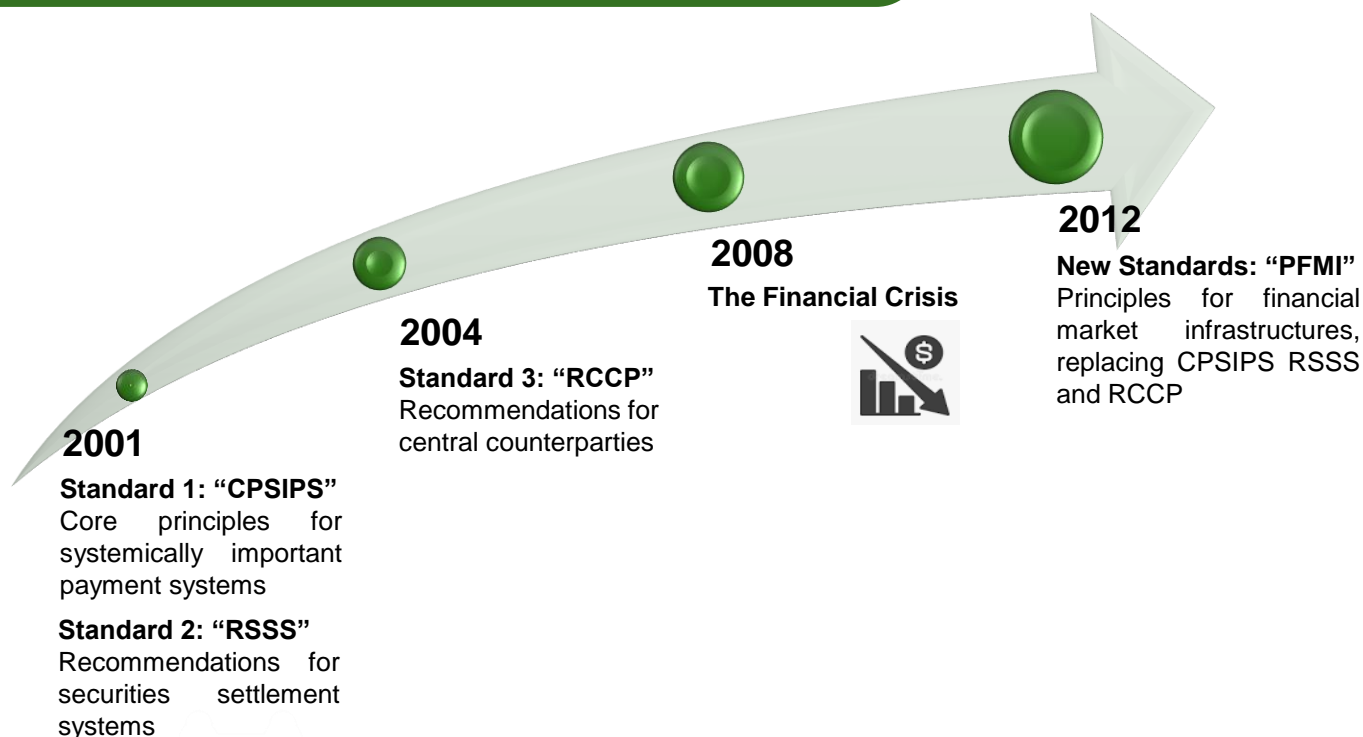 2001
Standard 1: “CPSIPS”
Core principles for
systemically important
payment systems
Standard 2: “RSSS”
Recommendations for
securities settlement
systems
2004
Standard 3: “RCCP”
Recommendations for
central counterparties
2008
The Financial Crisis
$
2012
New Standards: “PFMI”
Principles for financial
market infrastructures,
replacing CPSIPS RSSS
and RCCP